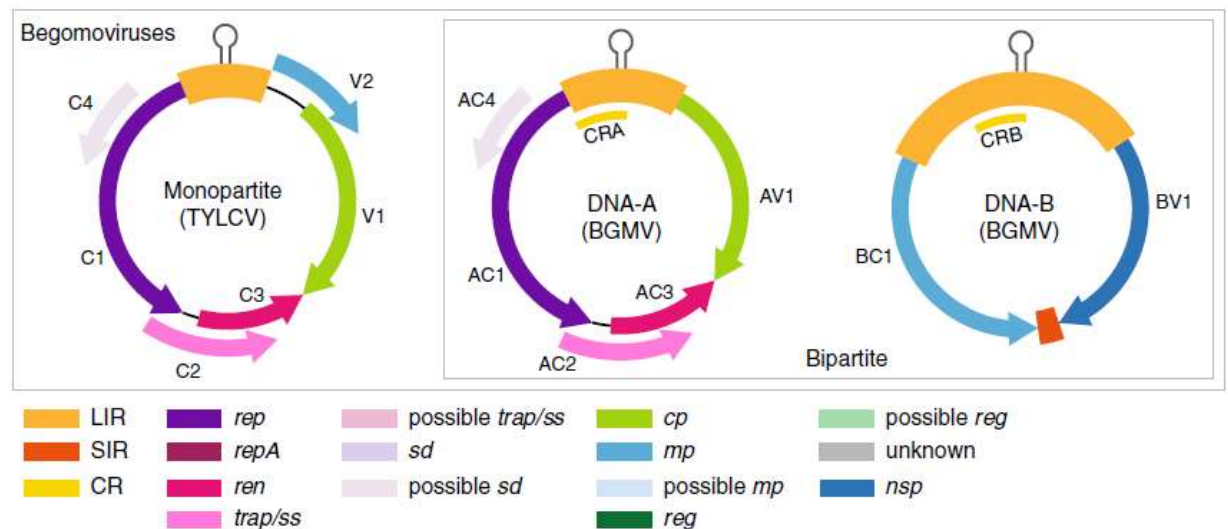 Begomoviruses
V2
C4
Monopartite
(TYLCV)
V1
C1
C3
C2
AC4
CRA
DNA-A
(BGMV)
AV1
AC1
AC3
AC2
CRB
DNA-B
(BGMV)
BV1
BC1
Bipartite
LIR
SIR
CR
rep
repA
ren
trap/ss
possible trap/ss
sd
possible sd
cp
mp
possible mp
reg
possible reg
unknown
nsp